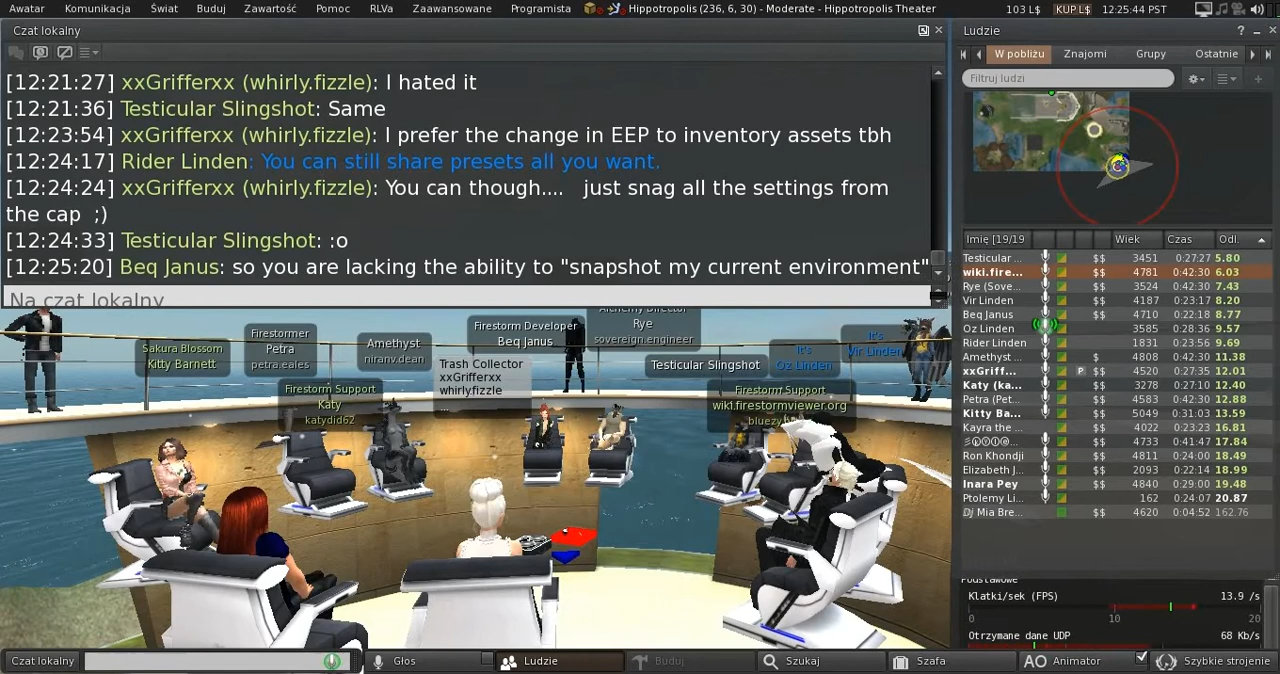 Awatar Komunikacja Świat Buduj Zawartość Pomoc RLVa Zaawansowane Programista Hippotropolis (236, 6, 30) - Moderate - Hippotropolis Theater 103 L$ KUP L$ 12:25:44 PST
Czat lokalny
[12:21:27] xxGrifferxx (whirly.fizzle): I hated it
[12:21:36] Testicular Slingshot: Same
[12:23:54] xxGrifferxx (whirly.fizzle): I prefer the change in EEP to inventory assets tbh
[12:24:17] Rider Linden: You can still share presets all you want.
[12:24:24] xxGrifferxx (whirly.fizzle): You can though.... just snag all the settings from
the cap ;)
[12:24:33] Testicular Slingshot: :o
[12:25:20] Beq Janus: so you are lacking the ability to "snapshot my current environment"
Na czat lokalny
Sakura Blossom
Kitty Barnett
Firestormer
Petra
petra.eales
Firestorm Support
Katy
katydid62
Amethyst
niranv.dean
Trash Collector
xxGrifferxx
whirly.fizzle
...
Firestorm Developer
Beq Janus
Alchemy Director
Rye
sovereign.engineer
Testicular Slingshot
It's
Oz Linden
It's
Vir Linden
Firestorm Support
wiki.firestormviewer.org
Ludzie
W pobliżu Znajomi Grupy Ostatnie
Filtruj ludzi
Imię [19/19 Wiek Czas Odl.
Testicular ... $$ 3451 0:27:27 5.80
wiki.fire... $$ 4781 0:42:30 6.03
Rye (Sove... $$ 3524 0:42:30 7.43
Vir Linden $$ 4187 0:23:17 8.20
Beq Janus $$ 4710 0:22:18 8.77
Oz Linden 3585 0:28:36 9.57
Rider Linden 1831 0:23:56 9.69
Amethyst ... $ 4808 0:42:30 11.38
xxGriff... P $$ 4520 0:27:35 12.01
Katy (ka... $$ 3278 0:27:10 12.40
Petra (Pet... $$ 4583 0:42:30 12.88
Kitty Ba... $$ 5049 0:31:03 13.59
Kayra the ... $$ 4022 0:23:23 16.81
$$ 4733 0:41:47 17.84
Ron Khondji $$ 4811 0:24:00 18.49
Elizabeth J... $$ 2093 0:22:14 18.99
Inara Pey $$ 4840 0:29:00 19.48
Ptolemy Li... 162 0:24:07 20.87
Dj Mia Bre... $$ 4620 0:04:52 162.76
Podstawowe
Klatki/sek (FPS) 13.9 /s
0 10 20
Otrzymane dane UDP 68 Kb/s
Czat lokalny Głos Ludzie Buduj Szukaj Szafa AO Animator Szybkie strojenie